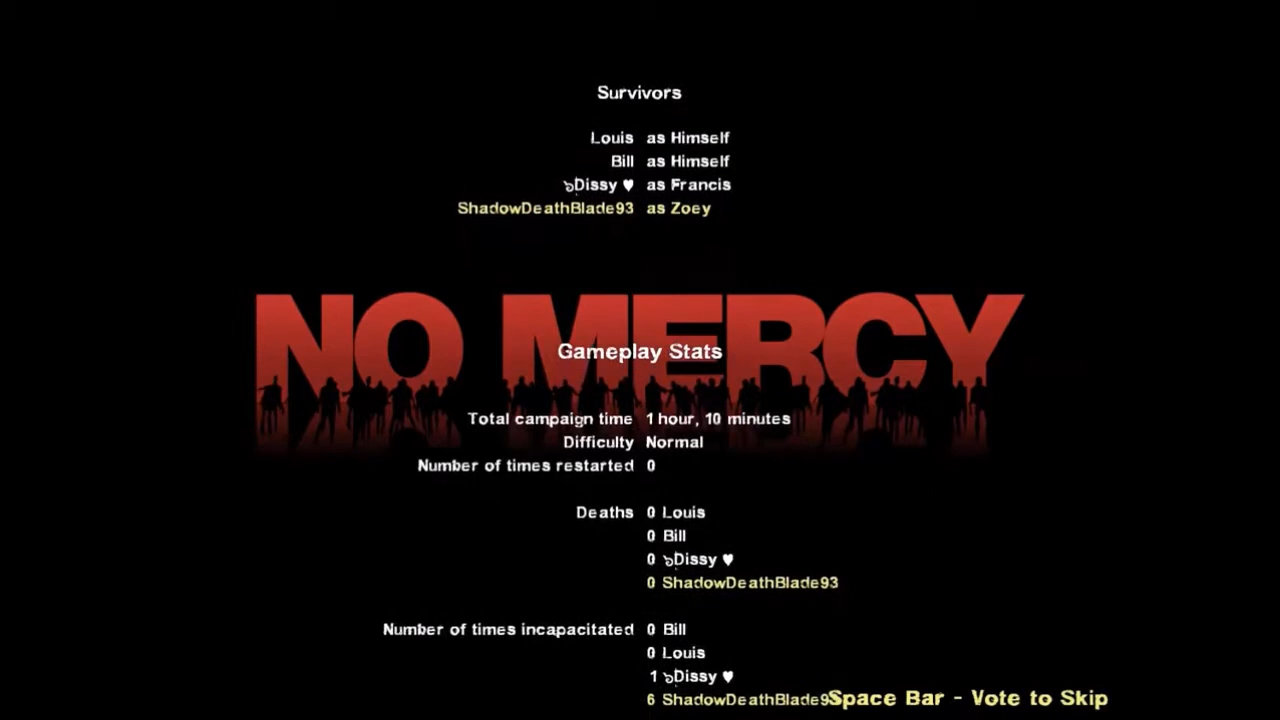 Survivors
Louis as Himself
Bill as Himself
ঌDissy ♥ as Francis
ShadowDeathBlade93 as Zoey
NO MERCY
Gameplay Stats
Total campaign time 1 hour, 10 minutes
Difficulty Normal
Number of times restarted 0
Deaths 0 Louis
0 Bill
0 ঌDissy ♥
0 ShadowDeathBlade93
Number of times incapacitated 0 Bill
0 Louis
1 ঌDissy ♥
6 ShadowDeathBlade93
Space Bar - Vote to Skip